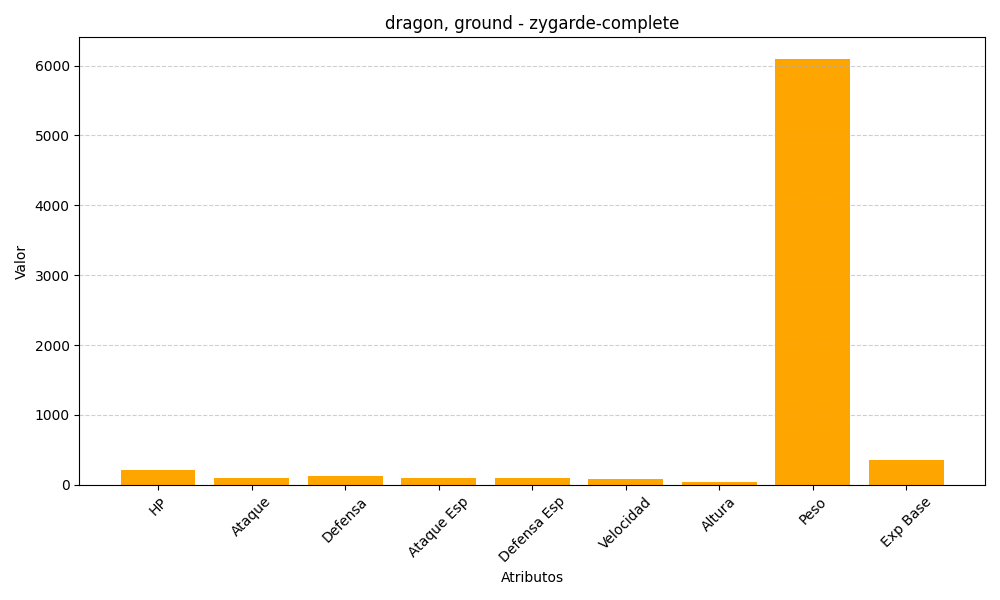 dragon, ground - zygarde-complete
Valor
6000
5000
4000
3000
2000
1000
0
HP
Ataque
Defensa
Ataque Esp
Defensa Esp
Velocidad
Altura
Peso
Exp Base
Atributos